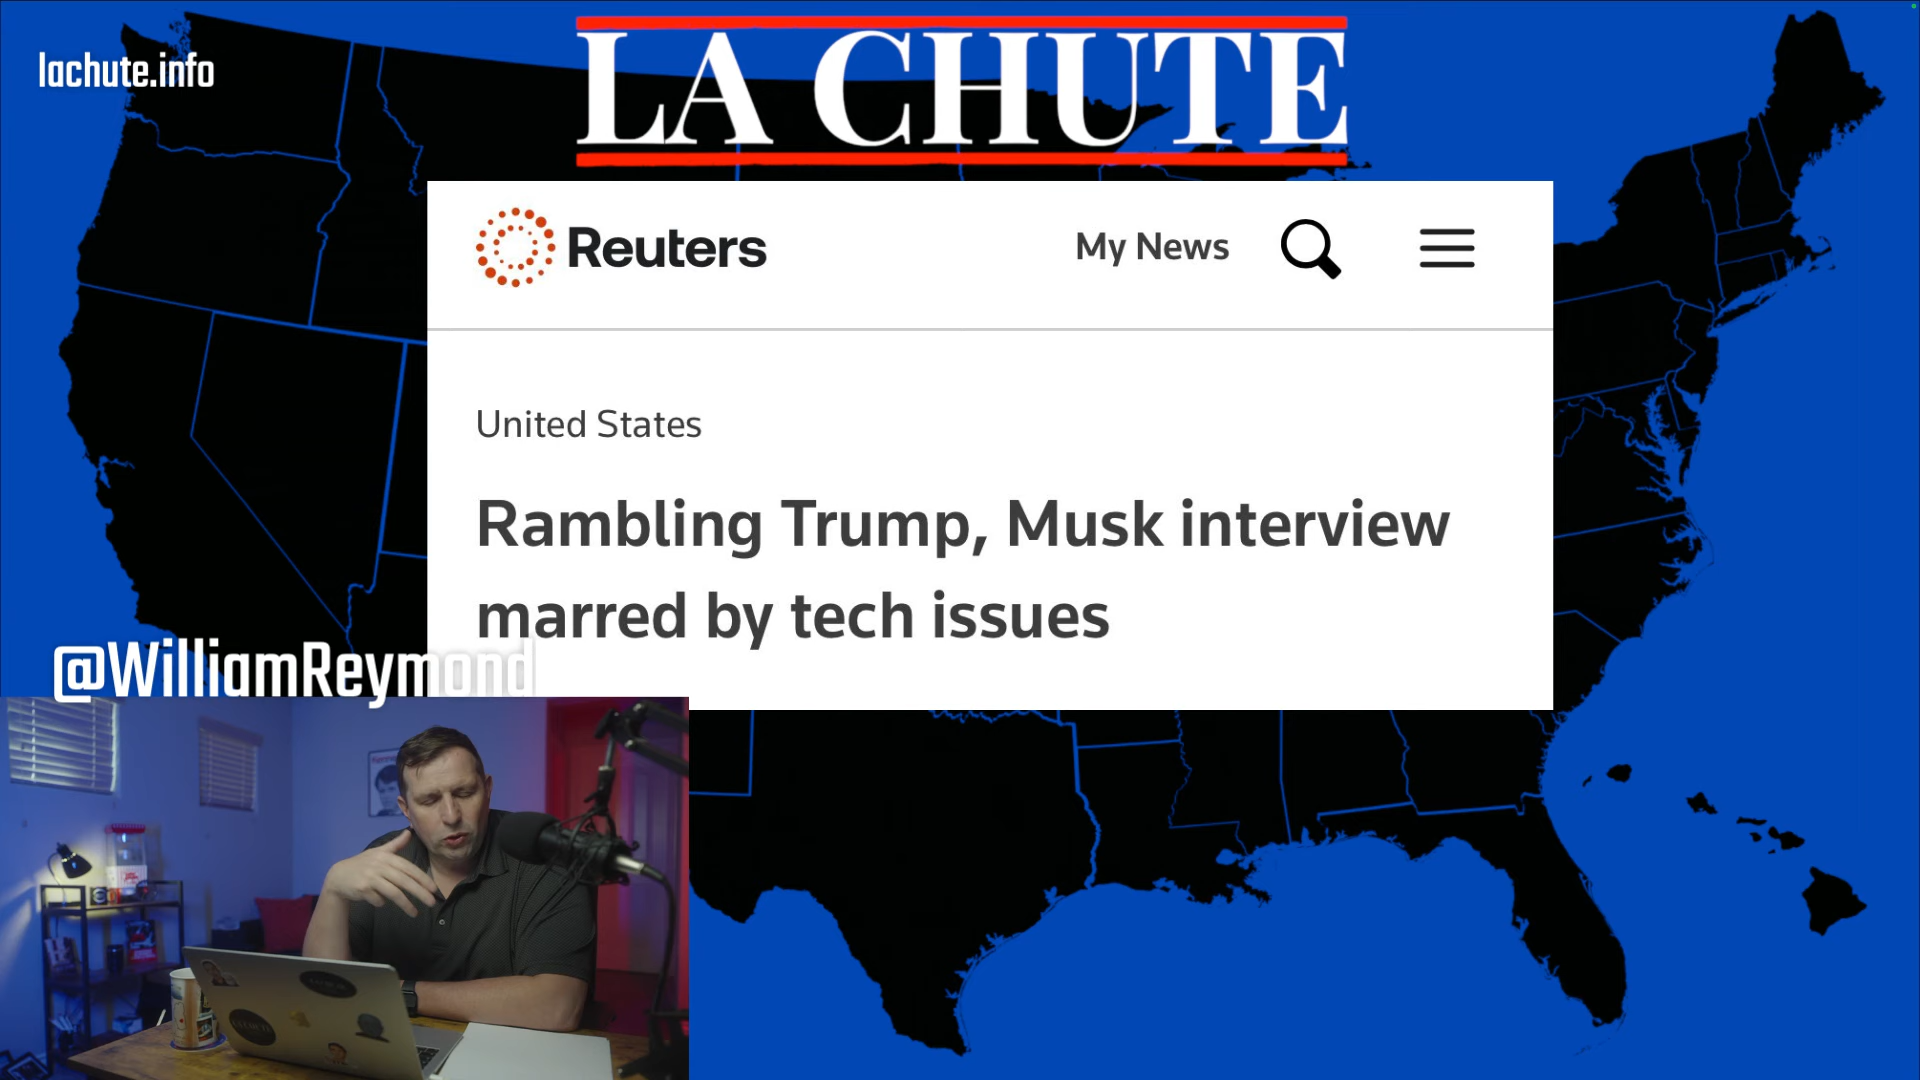 lachute.info
LA CHUTE
Reuters
My News
United States
Rambling Trump, Musk interview
marred by tech issues
@WilliamReymond